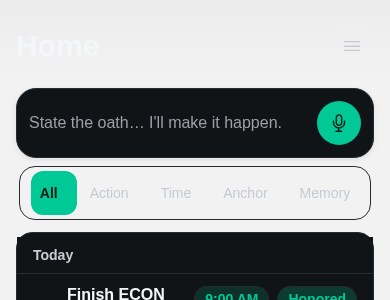 Home
State the oath... I'll make it happen.
All Action Time Anchor Memory
Today
Finish ECON 9:00 AM Honored